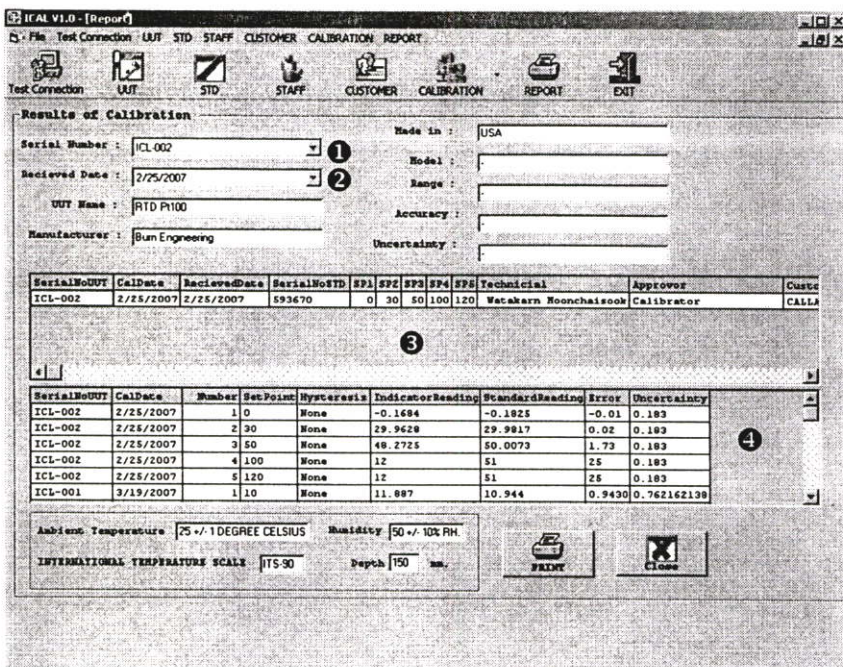 ICAL V1.0 - [Report]
File Test Connection UUT STD STAFF CUSTOMER CALIBRATION REPORT
Test Connection UUT STD STAFF CUSTOMER CALIBRATION REPORT EXIT
Results of Calibration
Serial Number : ICL-002 ❶
Recieved Date : 2/25/2007 ❷
UUT Name : RTD Pt100
Manufacturer : Burn Engineering
Made in : USA
Model : -
Range : -
Accuracy : -
Uncertainty : -
SerialNoUUT CalDate RecievedDate SerialNoSTD SP1 SP2 SP3 SP4 SP5 Technicial Approvor Custo
ICL-002 2/25/2007 2/25/2007 593670 0 30 50 100 120 Watakarn Moonchaisook Calibrator CALLA
❸
SerialNoUUT CalDate Number SetPoint Hysteresis IndicatorReading StandardReading Error Uncertainty
ICL-002 2/25/2007 1 0 None -0.1684 -0.1825 -0.01 0.183
ICL-002 2/25/2007 2 30 None 29.9628 29.9817 0.02 0.183
ICL-002 2/25/2007 3 50 None 48.2725 50.0073 1.73 0.183
ICL-002 2/25/2007 4 100 None 12 51 25 0.183
ICL-002 2/25/2007 5 120 None 12 51 25 0.183
ICL-001 3/19/2007 1 10 None 11.887 10.944 0.9430 0.762162138
❹
Ambient Temperature 25 +/- 1 DEGREE CELSIUS Humidity 50 +/- 10% RH.
INTERNATIONAL TEMPERATURE SCALE ITS-90 Depth 150 mm.
PRINT Close